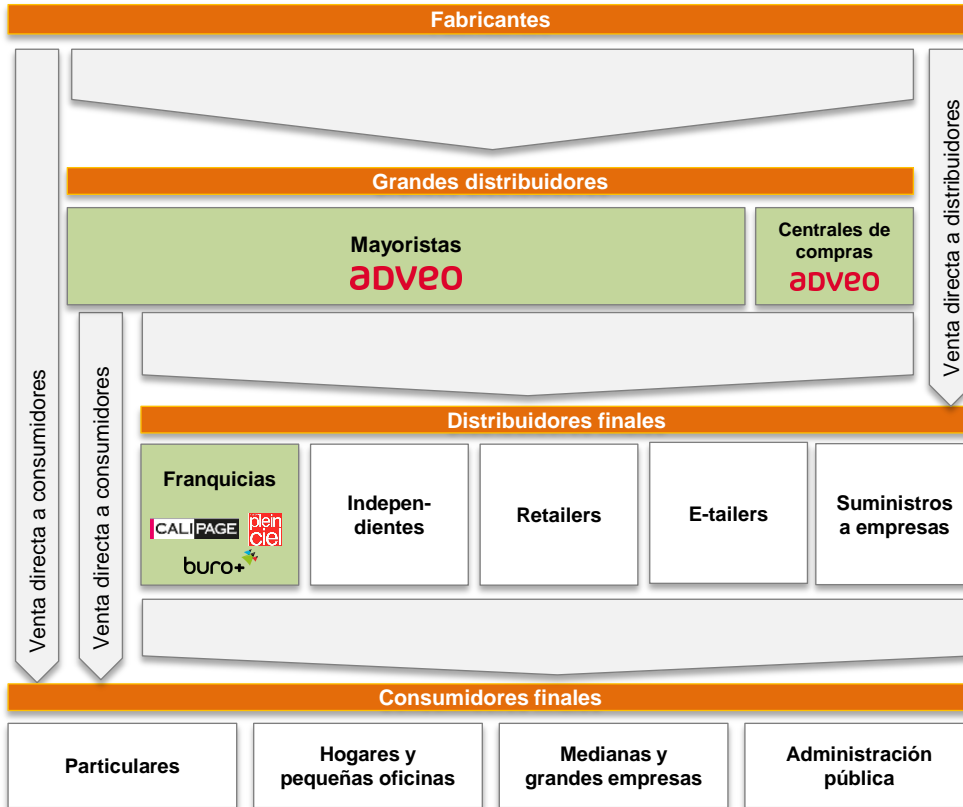 Fabricantes
Grandes distribuidores
Mayoristas
ADVEO
Centrales de
compras
ADVEO
Venta directa a distribuidores
Venta directa a consumidores
Venta directa a consumidores
Distribuidores finales
Franquicias
CALIPAGE
plein
ciel
buro+
Indepen-
dientes
Retailers
E-tailers
Suministros
a empresas
Consumidores finales
Particulares
Hogares y
pequeñas oficinas
Medianas y
grandes empresas
Administración
pública